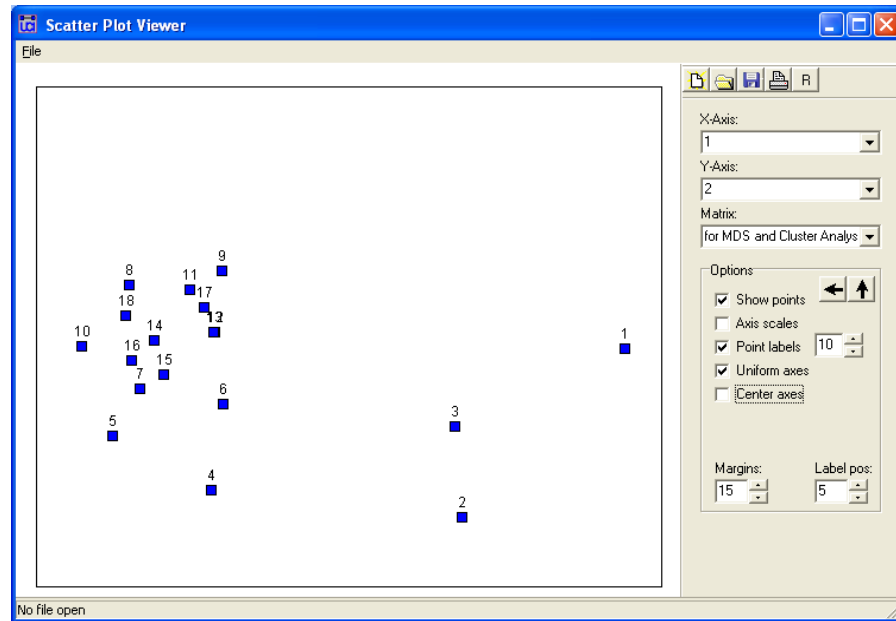 Scatter Plot Viewer
File
R
X-Axis:
1
Y-Axis:
2
Matrix:
for MDS and Cluster Analys
Options
Show points
Axis scales
Point labels 10
Uniform axes
Center axes
Margins: Label pos:
15 5
9
8
11
17
18
14
10
1
16
15
7
6
3
5
4
2
No file open